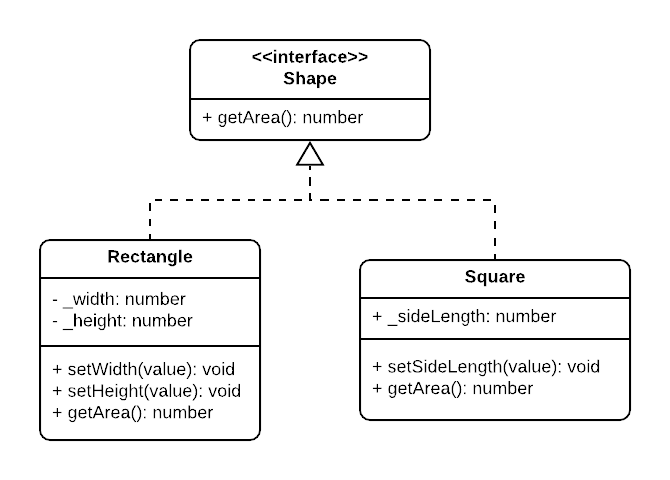 <<interface>>
Shape
+ getArea(): number
Rectangle
- _width: number
- _height: number
+ setWidth(value): void
+ setHeight(value): void
+ getArea(): number
Square
+ _sideLength: number
+ setSideLength(value): void
+ getArea(): number